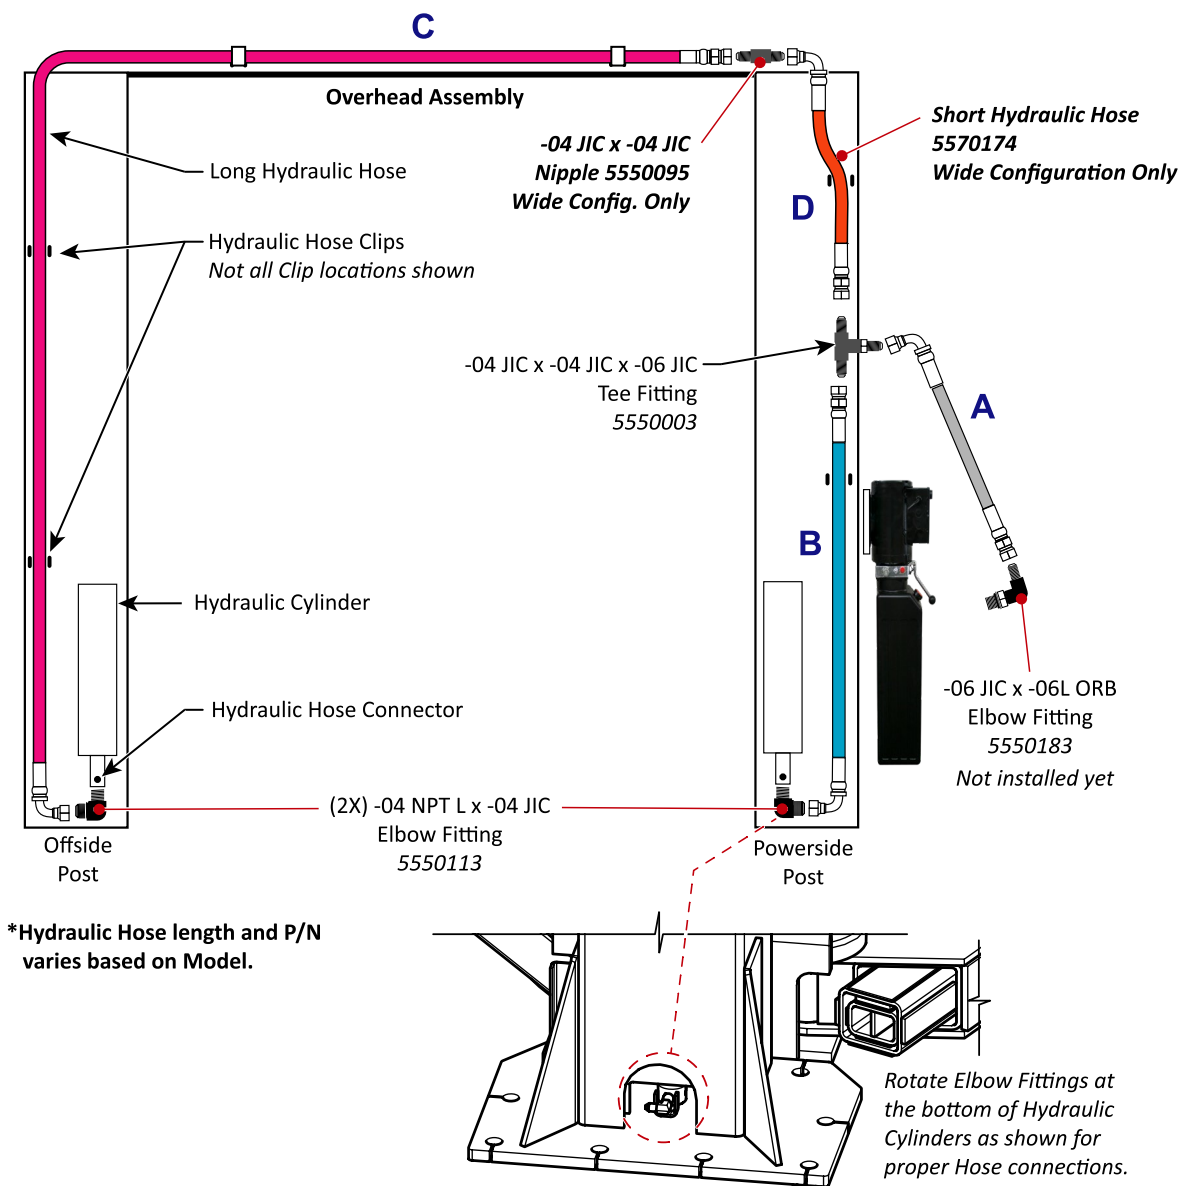 C
Overhead Assembly
-04 JIC x -04 JIC
Nipple 5550095
Wide Config. Only
Short Hydraulic Hose
5570174
Wide Configuration Only
Long Hydraulic Hose
D
Hydraulic Hose Clips
Not all Clip locations shown
-04 JIC x -04 JIC x -06 JIC
Tee Fitting
5550003
A
B
Hydraulic Cylinder
-06 JIC x -06L ORB
Elbow Fitting
5550183
Not installed yet
Hydraulic Hose Connector
(2X) -04 NPT L x -04 JIC
Elbow Fitting
5550113
Offside
Post
Powerside
Post
*Hydraulic Hose length and P/N
varies based on Model.
Rotate Elbow Fittings at
the bottom of Hydraulic
Cylinders as shown for
proper Hose connections.